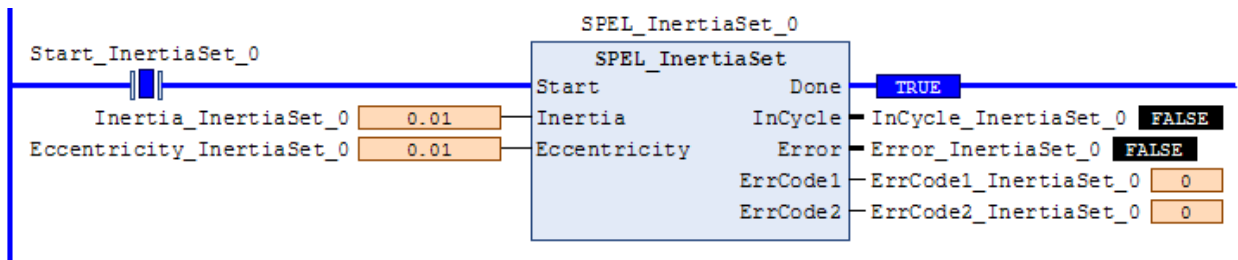 SPEL_InertiaSet_0
Start_InertiaSet_0
SPEL_InertiaSet
Start Done TRUE
Inertia_InertiaSet_0 0.01 Inertia InCycle InCycle_InertiaSet_0 FALSE
Eccentricity_InertiaSet_0 0.01 Eccentricity Error Error_InertiaSet_0 FALSE
ErrCode1 ErrCode1_InertiaSet_0 0
ErrCode2 ErrCode2_InertiaSet_0 0